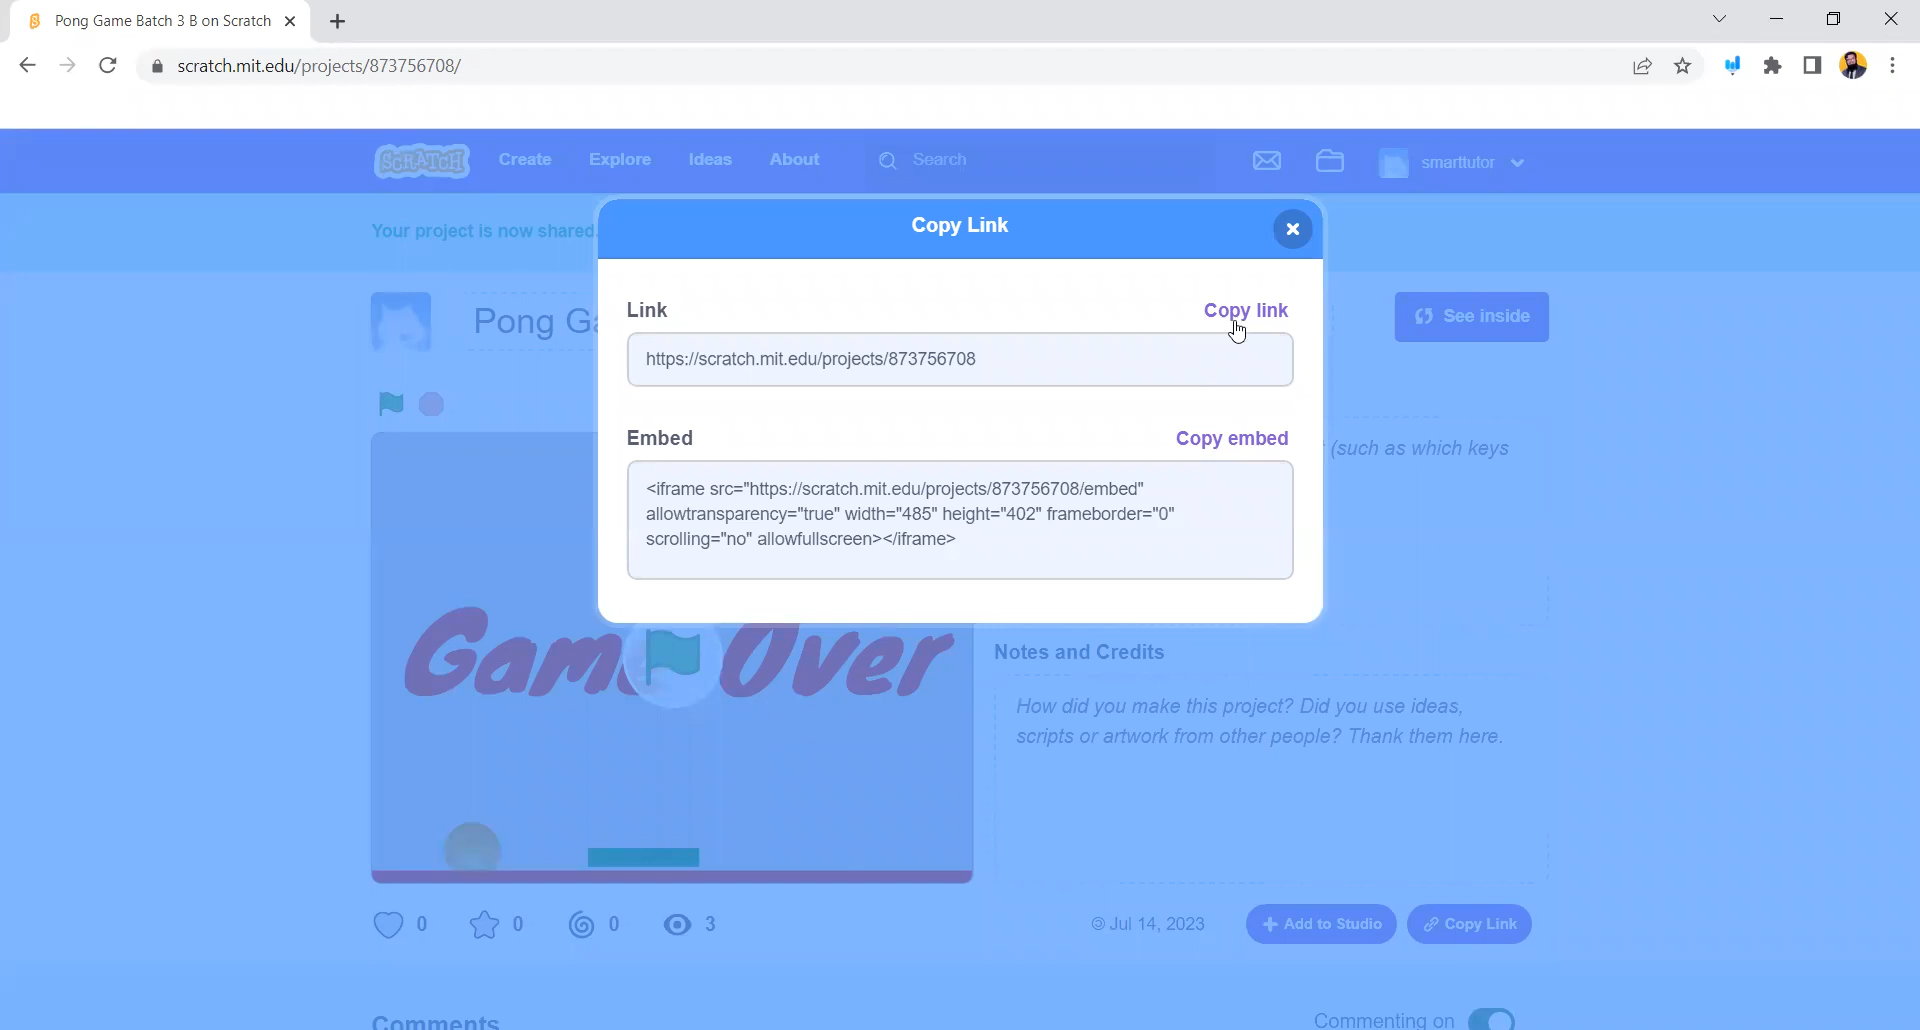 Pong Game Batch 3 B on Scratch
scratch.mit.edu/projects/873756708/
SCRATCH Create Explore Ideas About Search smarttutor
Your project is now shared.
Copy Link
Pong Ga
See inside
Link Copy link
https://scratch.mit.edu/projects/873756708
Embed Copy embed
(such as which keys
<iframe src="https://scratch.mit.edu/projects/873756708/embed"
allowtransparency="true" width="485" height="402" frameborder="0"
scrolling="no" allowfullscreen></iframe>
Game Over
Notes and Credits
How did you make this project? Did you use ideas,
scripts or artwork from other people? Thank them here.
0 0 0 3
© Jul 14, 2023
Add to Studio
Copy Link
Comments
Commenting on